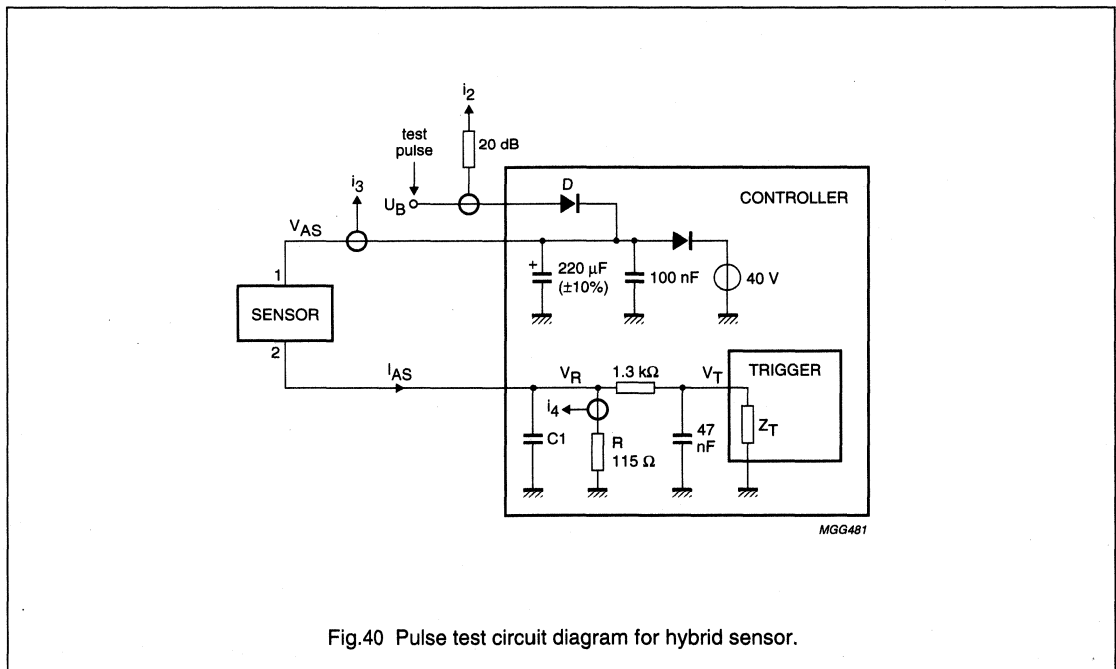 i2
test
pulse
20 dB
i3
UB
D
CONTROLLER
VAS
1
+
220 µF
(±10%)
100 nF
40 V
SENSOR
2
IAS
VR
1.3 kΩ
VT
TRIGGER
i4
C1
R
115 Ω
47
nF
ZT
MGG481
Fig.40 Pulse test circuit diagram for hybrid sensor.